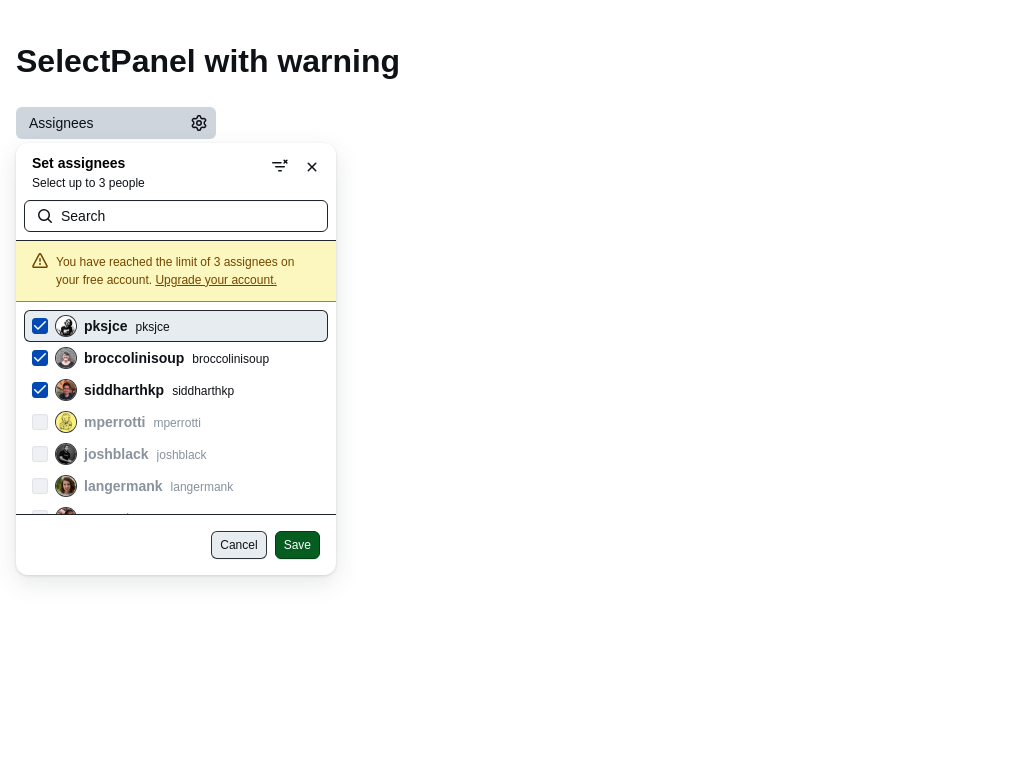 SelectPanel with warning
Assignees
Set assignees
Select up to 3 people
Search
You have reached the limit of 3 assignees on
your free account. Upgrade your account.
pksjce pksjce
broccolinisoup broccolinisoup
siddharthkp siddharthkp
mperrotti mperrotti
joshblack joshblack
langermank langermank
Cancel Save